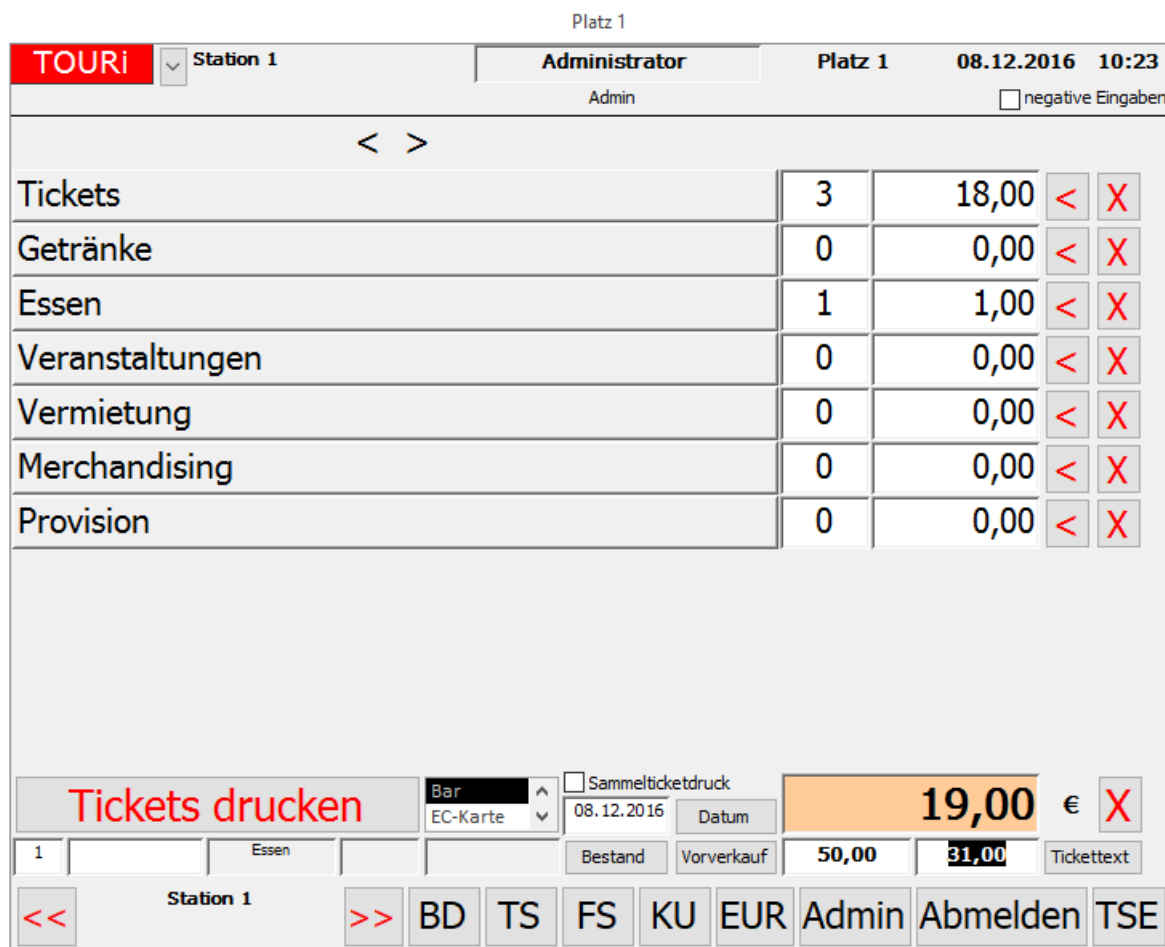 Platz 1
TOURi Station 1 Administrator Platz 1 08.12.2016 10:23
Admin negative Eingaben
< >
Tickets 3 18,00 < X
Getränke 0 0,00 < X
Essen 1 1,00 < X
Veranstaltungen 0 0,00 < X
Vermietung 0 0,00 < X
Merchandising 0 0,00 < X
Provision 0 0,00 < X
Tickets drucken Bar Sammelticketdruck 19,00 € X
EC-Karte 08.12.2016 Datum
1 Essen Bestand Vorverkauf 50,00 31,00 Tickettext
<< Station 1 >> BD TS FS KU EUR Admin Abmelden TSE